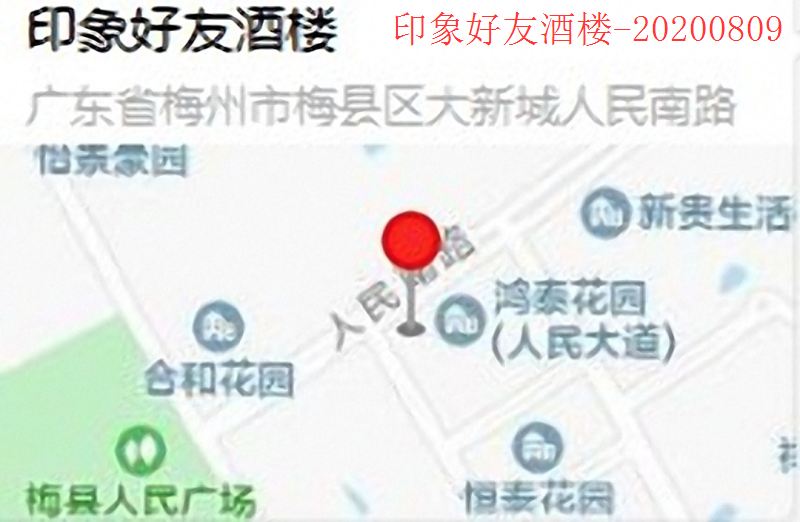 印象好友酒楼
印象好友酒楼-20200809
广东省梅州市梅县区大新城人民南路
怡景豪园
新贵生活
人民南路
鸿泰花园
(人民大道)
合和花园
梅县人民广场
恒泰花园